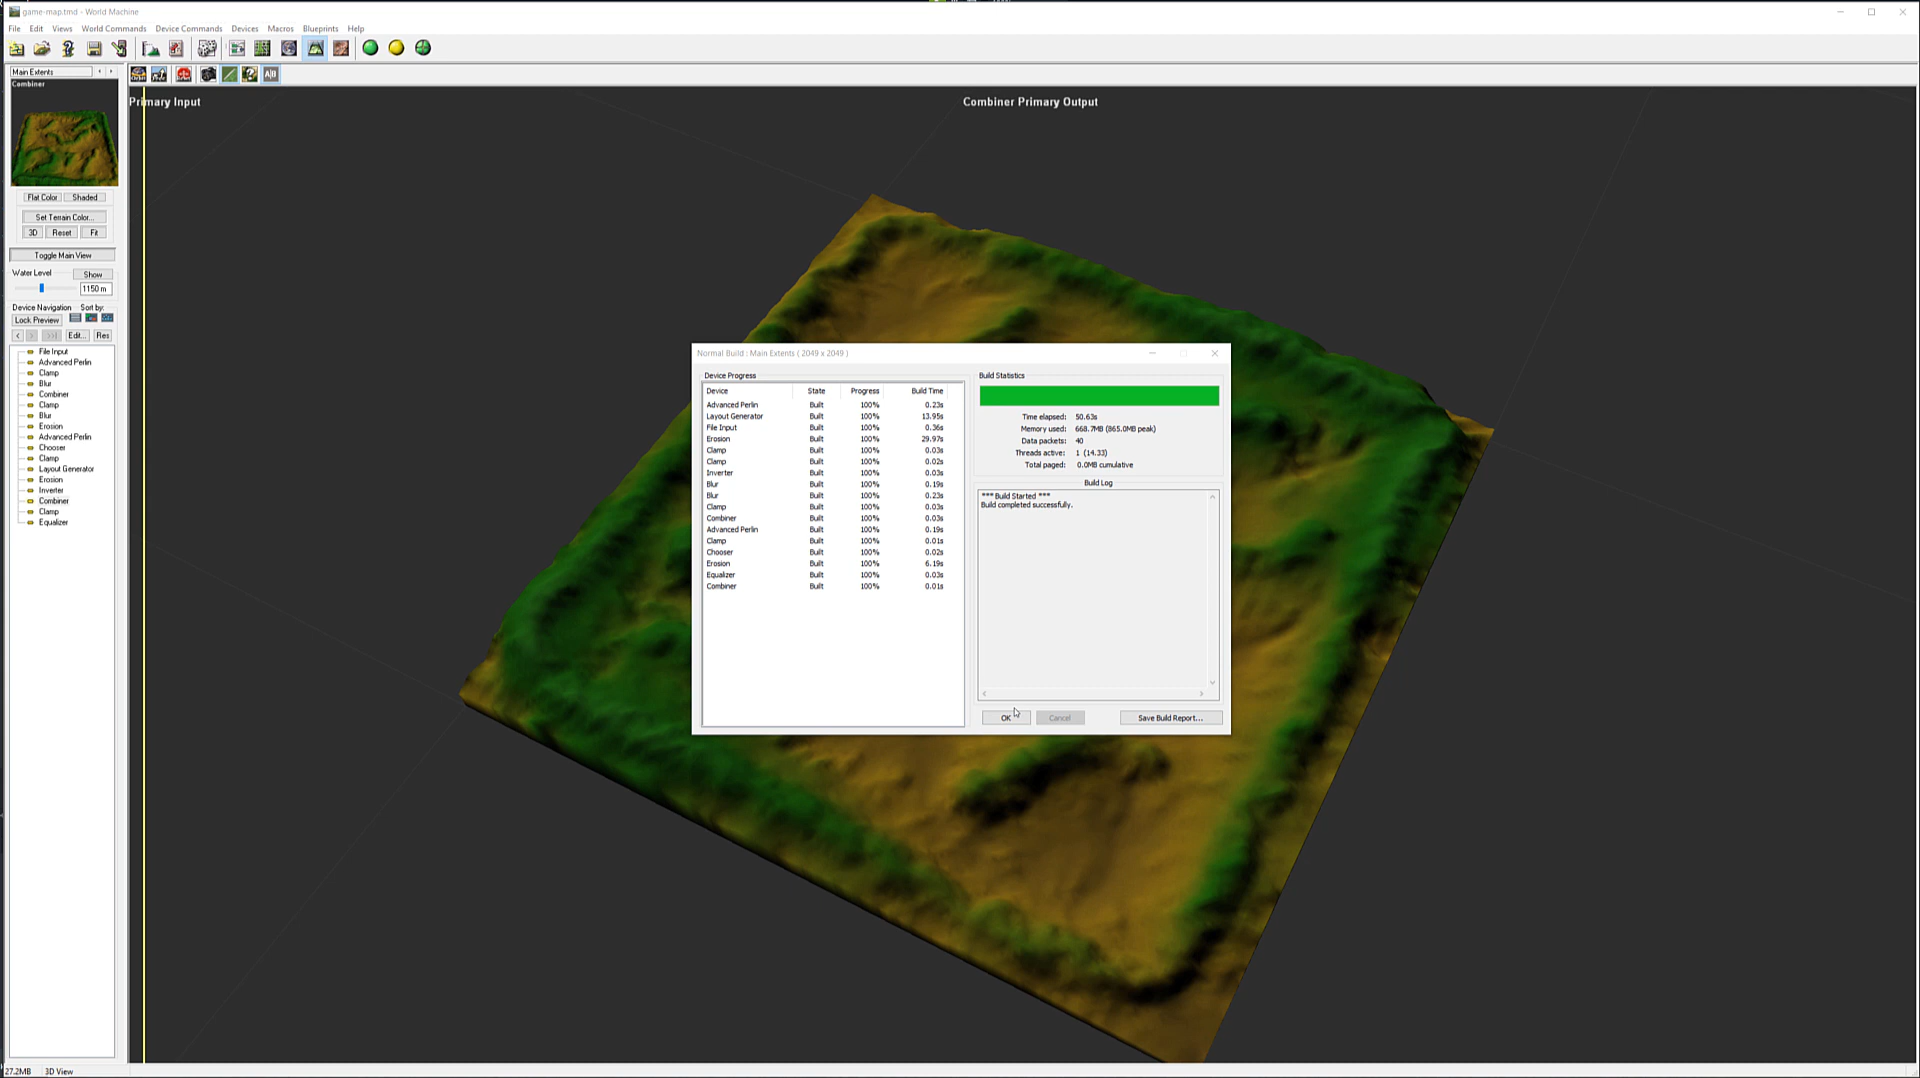 game-map.tmd - World Machine
File Edit Views World Commands Device Commands Devices Macros Blueprints Help
Main Extents
Combiner
Flat Color Shaded
Set Terrain Color...
3D Reset Fit
Toggle Main View
Water Level Show
1150 m
Device Navigation Sort by:
Lock Preview
< > >>| Edit... Res
File Input
Advanced Perlin
Clamp
Blur
Combiner
Clamp
Blur
Erosion
Advanced Perlin
Chooser
Clamp
Layout Generator
Erosion
Inverter
Combiner
Clamp
Equalizer
A|B
Primary Input
Combiner Primary Output
Normal Build : Main Extents ( 2049 x 2049 )
Device Progress
Device State Progress Build Time
Advanced Perlin Built 100% 0.23s
Layout Generator Built 100% 13.95s
File Input Built 100% 0.36s
Erosion Built 100% 29.97s
Clamp Built 100% 0.03s
Clamp Built 100% 0.02s
Inverter Built 100% 0.03s
Blur Built 100% 0.19s
Blur Built 100% 0.23s
Clamp Built 100% 0.03s
Combiner Built 100% 0.03s
Advanced Perlin Built 100% 0.19s
Clamp Built 100% 0.01s
Chooser Built 100% 0.02s
Erosion Built 100% 6.19s
Equalizer Built 100% 0.03s
Combiner Built 100% 0.01s
Build Statistics
Time elapsed: 50.63s
Memory used: 668.7MB (865.0MB peak)
Data packets: 40
Threads active: 1 (14.33)
Total paged: 0.0MB cumulative
Build Log
*** Build Started ***
Build completed successfully.
OK Cancel Save Build Report...
27.2MB 3D View